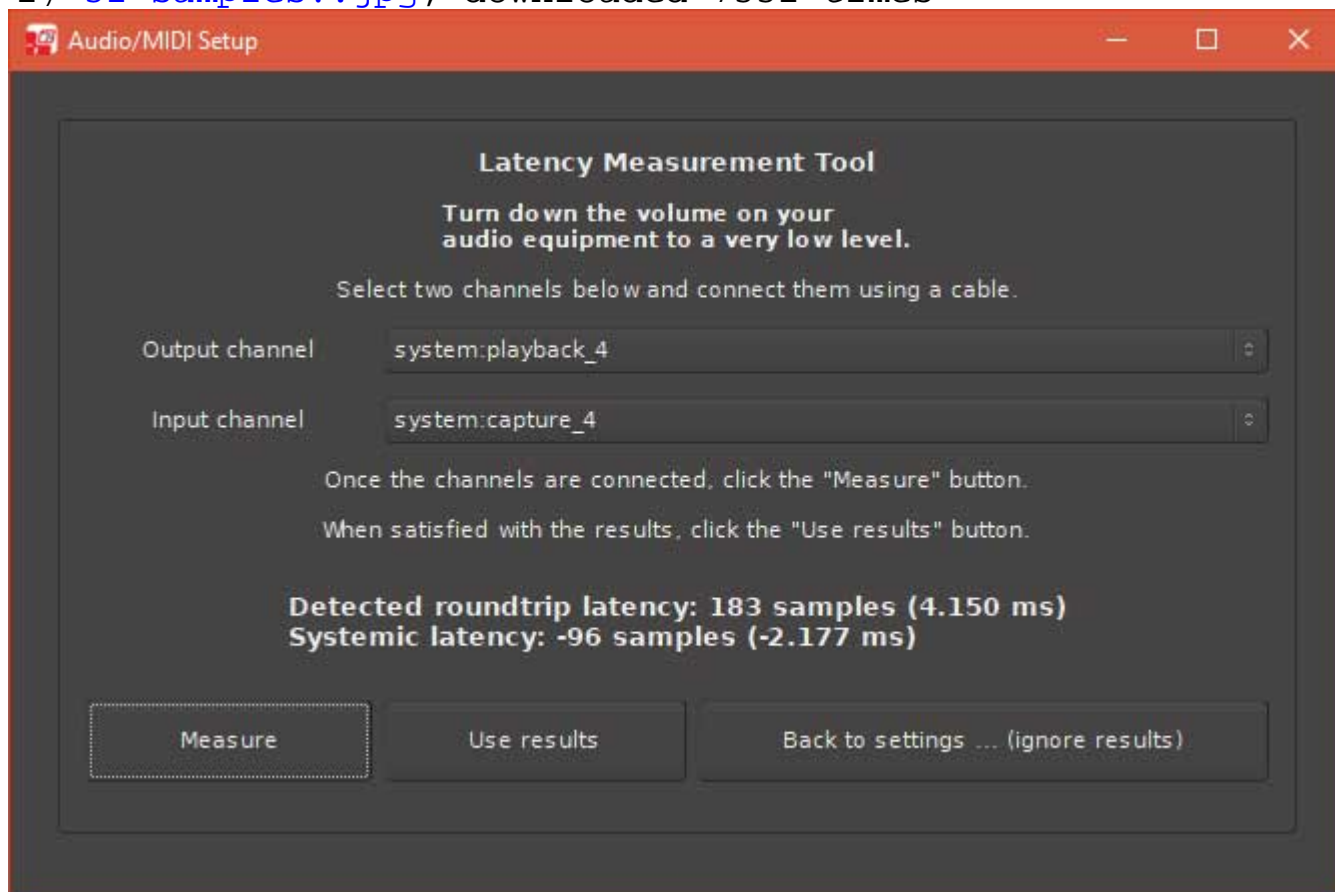 Audio/MIDI Setup
Latency Measurement Tool
Turn down the volume on your
audio equipment to a very low level.
Select two channels below and connect them using a cable.
Output channel system:playback_4
Input channel system:capture_4
Once the channels are connected, click the "Measure" button.
When satisfied with the results, click the "Use results" button.
Detected roundtrip latency: 183 samples (4.150 ms)
Systemic latency: -96 samples (-2.177 ms)
Measure Use results Back to settings ... (ignore results)